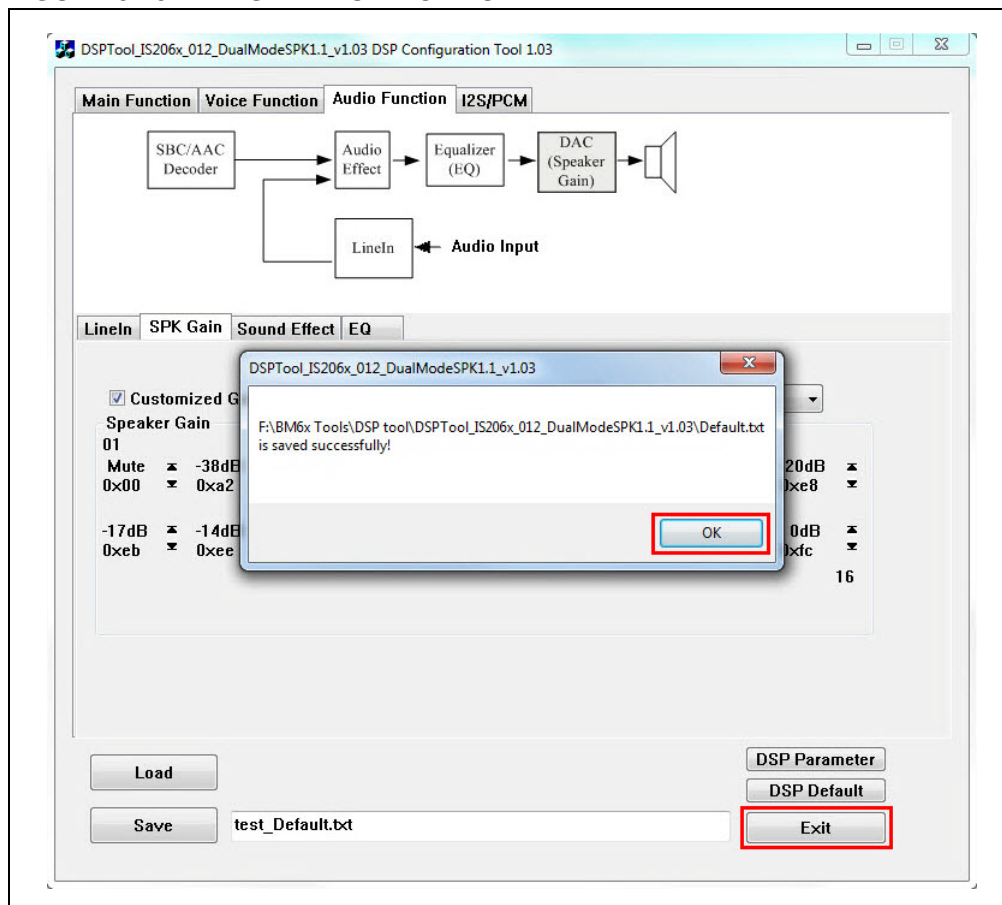 DSPTool_IS206x_012_DualModeSPK1.1_v1.03 DSP Configuration Tool 1.03
Main Function Voice Function Audio Function I2S/PCM
SBC/AAC
Decoder
Audio
Effect
Equalizer
(EQ)
DAC
(Speaker
Gain)
LineIn
Audio Input
LineIn SPK Gain Sound Effect EQ
DSPTool_IS206x_012_DualModeSPK1.1_v1.03
F:\BM6x Tools\DSP tool\DSPTool_IS206x_012_DualModeSPK1.1_v1.03\Default.txt
is saved successfully!
OK
Customized
Speaker Gain
01
Mute -38dB
0x00 0xa2
-17dB -14dB
0xeb 0xee
20dB
0xe8
0dB
0xfc
16
Load
Save
test_Default.txt
DSP Parameter
DSP Default
Exit